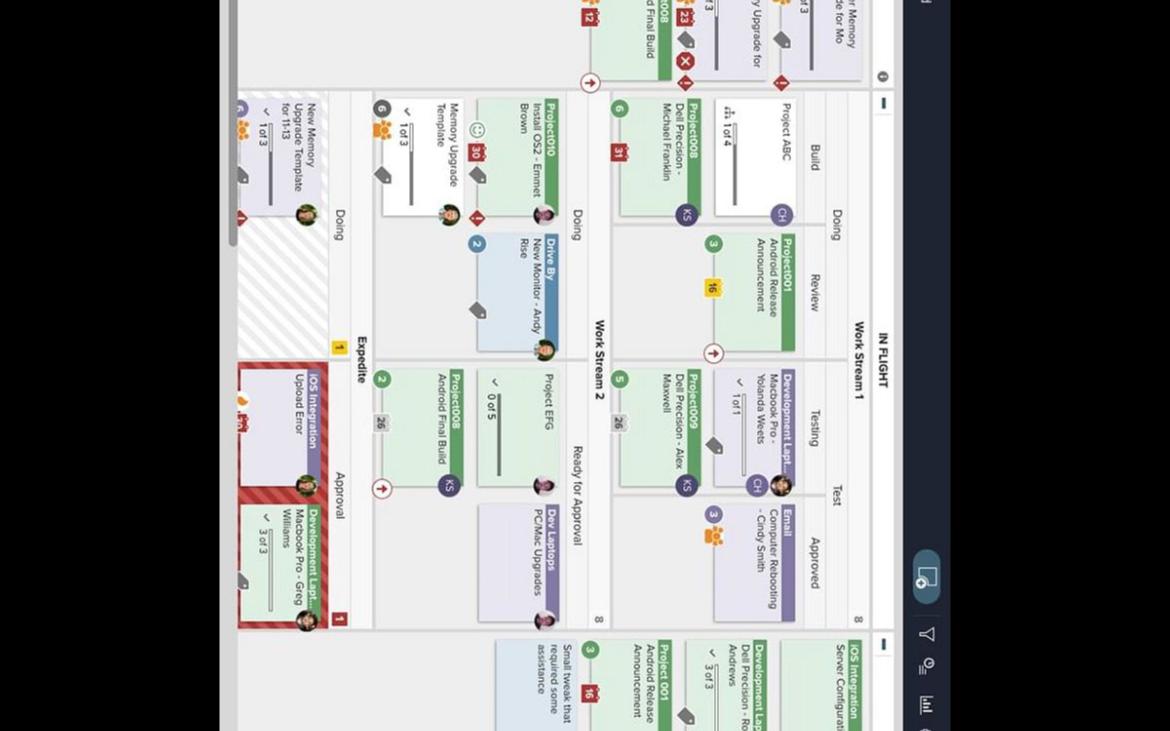 er Memory
de for Mo
of 3
ry Upgrade for
f 3
23
008
d Final Build
12
IN FLIGHT
Work Stream 1
8
Doing
Test
Build
Review
Testing
Approved
Project ABC
1 of 4
CH
Project008
Dell Precision -
Michael Franklin
6
31
KS
Project001
Android Release
Announcement
3
16
Development Lapt...
Macbook Pro -
Yolanda Weets
1 of 1
CH
Project009
Dell Precision - Alex
Maxwell
5
26
KS
Email
Computer Rebooting
- Cindy Smith
3
Work Stream 2
8
Doing
Ready for Approval
Project010
Install OS2 - Emmet
Brown
30
Drive By
New Monitor - Andy
Rise
2
Memory Upgrade
Template
1 of 3
6
Project EFG
0 of 5
Dev Laptops
PC/Mac Upgrades
Project008
Android Final Build
2
26
KS
Expedite
Doing
1
Approval
1
New Memory
Upgrade Template
for 11-13
1 of 3
6
iOS Integration
Upload Error
Development Lapt...
Macbook Pro - Greg
Williams
3 of 3
iOS Integration
Server Configurati
Development Lap
Dell Precision - Ro
Andrews
3 of 3
Project 001
Android Release
Announcement
3
16
Small tweak that
required some
assistance